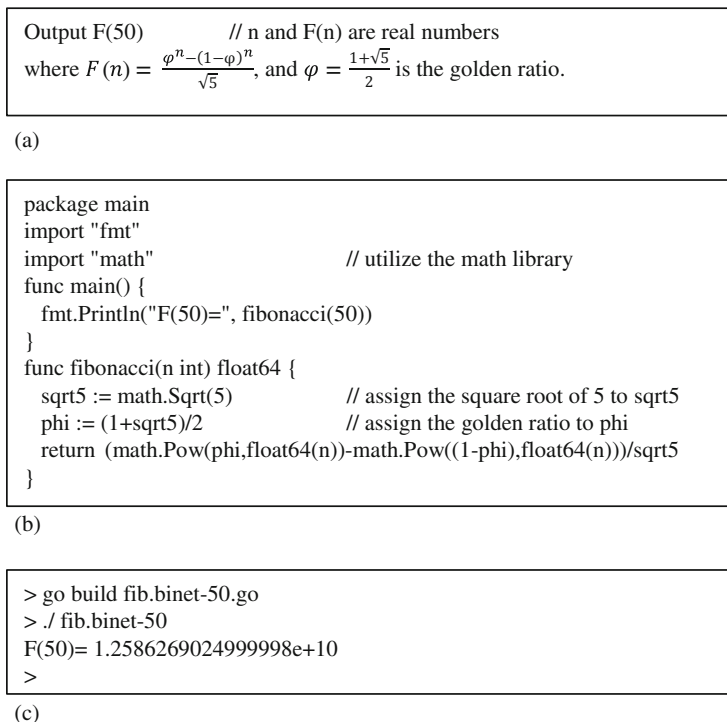 Output F(50) // n and F(n) are real numbers
where F(n) = \frac{φ^n−(1−φ)^n}{\sqrt{5}}, and φ = \frac{1+\sqrt{5}}{2} is the golden ratio.
(a)
package main
import "fmt"
import "math" // utilize the math library
func main() {
fmt.Println("F(50)=", fibonacci(50))
}
func fibonacci(n int) float64 {
sqrt5 := math.Sqrt(5) // assign the square root of 5 to sqrt5
phi := (1+sqrt5)/2 // assign the golden ratio to phi
return (math.Pow(phi,float64(n))-math.Pow((1-phi),float64(n)))/sqrt5
}
(b)
> go build fib.binet-50.go
> ./ fib.binet-50
F(50)= 1.2586269024999998e+10
>
(c)